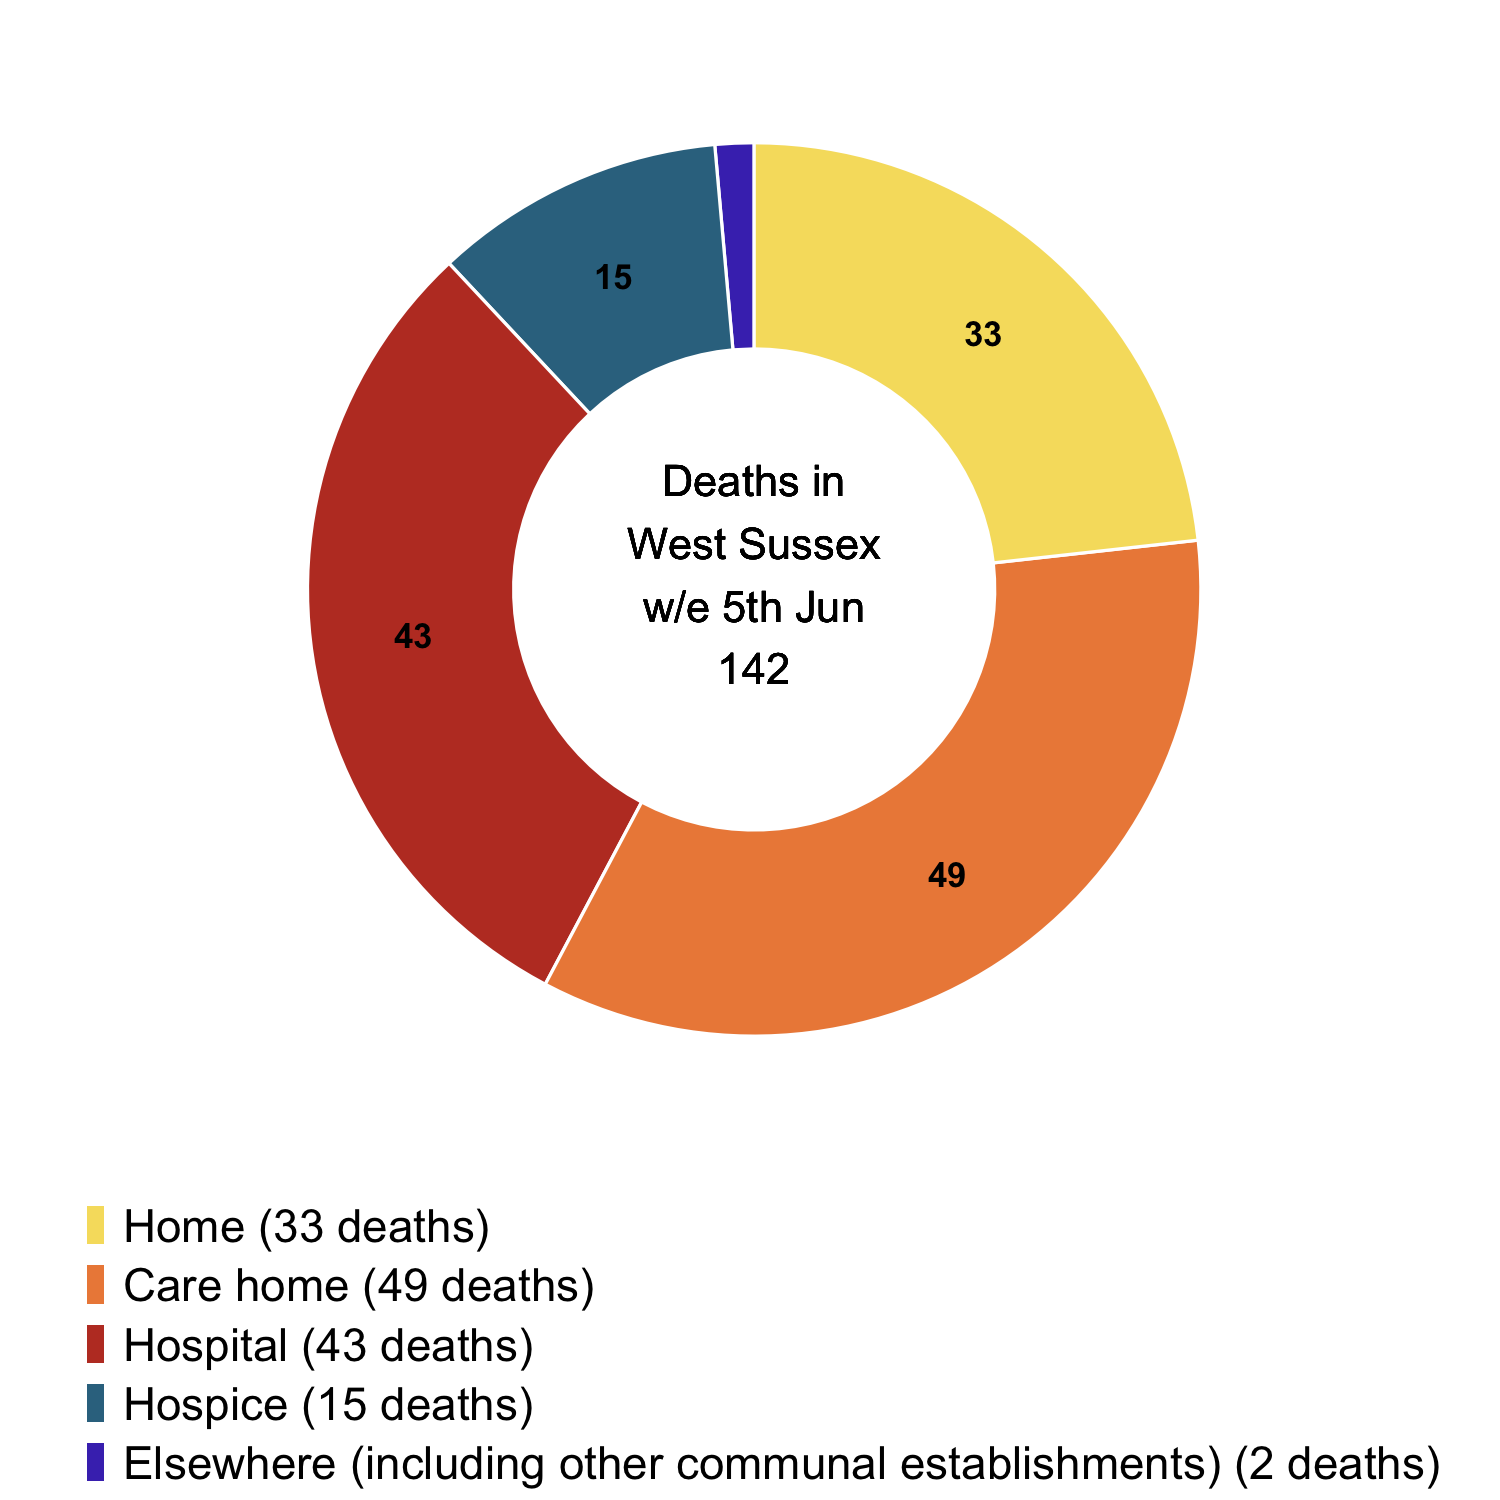 15
33
Deaths in
West Sussex
w/e 5th Jun
142
43
49
Home (33 deaths)
Care home (49 deaths)
Hospital (43 deaths)
Hospice (15 deaths)
Elsewhere (including other communal establishments) (2 deaths)